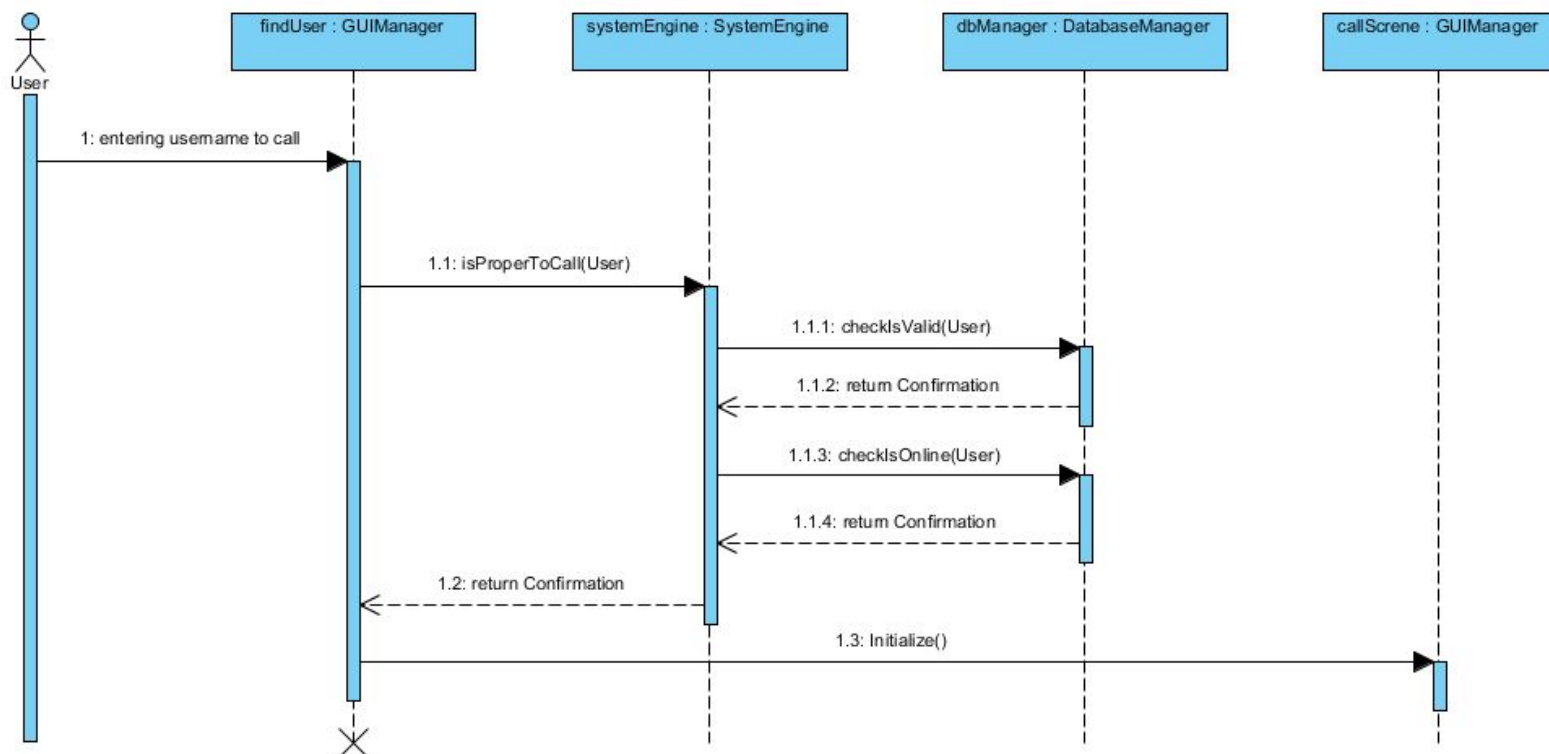 findUser : GUIManager
systemEngine : SystemEngine
dbManager : DatabaseManager
callScrene : GUIManager
User
1: entering username to call
1.1: isProperToCall(User)
1.1.1: checkIsValid(User)
1.1.2: return Confirmation
1.1.3: checkIsOnline(User)
1.1.4: return Confirmation
1.2: return Confirmation
1.3: Initialize()